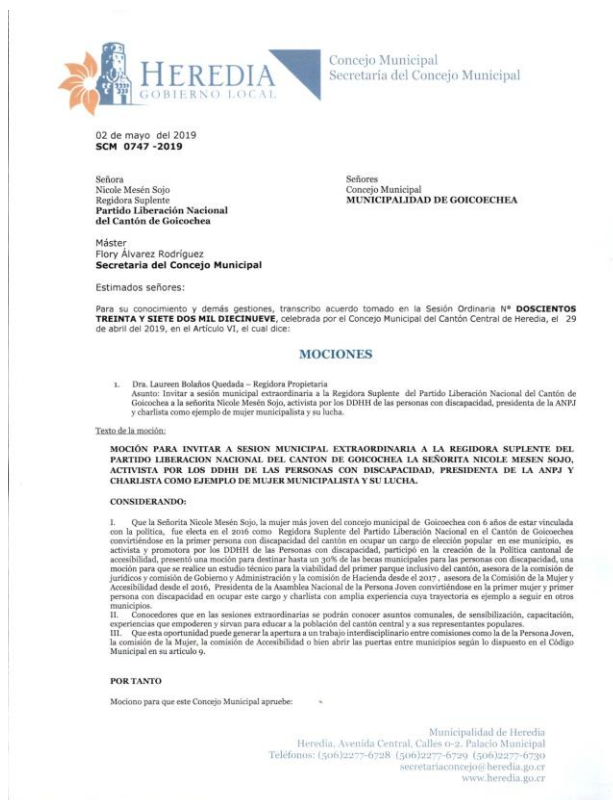 HEREDIA
GOBIERNO LOCAL
Concejo Municipal
Secretaría del Concejo Municipal
02 de mayo del 2019
SCM 0747 -2019
Señora
Nicole Mesén Sojo
Regidora Suplente
Partido Liberación Nacional
del Cantón de Goicochea
Señores
Concejo Municipal
MUNICIPALIDAD DE GOICOECHEA
Máster
Flory Álvarez Rodríguez
Secretaria del Concejo Municipal
Estimados señores:
Para su conocimiento y demás gestiones, transcribo acuerdo tomado en la Sesión Ordinaria N° DOSCIENTOS
TREINTA Y SIETE DOS MIL DIECINUEVE, celebrada por el Concejo Municipal del Cantón Central de Heredia, el 29
de abril del 2019, en el Artículo VI, el cual dice:
MOCIONES
1. Dra. Laureen Bolaños Quedada – Regidora Propietaria
Asunto: Invitar a sesión municipal extraordinaria a la Regidora Suplente del Partido Liberación Nacional del Cantón de
Goicochea a la señorita Nicole Mesén Sojo, activista por los DDHH de las personas con discapacidad, presidenta de la ANPJ
y charlista como ejemplo de mujer municipalista y su lucha.
Texto de la moción:
MOCIÓN PARA INVITAR A SESION MUNICIPAL EXTRAORDINARIA A LA REGIDORA SUPLENTE DEL
PARTIDO LIBERACION NACIONAL DEL CANTON DE GOICOCHEA LA SEÑORITA NICOLE MESEN SOJO,
ACTIVISTA POR LOS DDHH DE LAS PERSONAS CON DISCAPACIDAD, PRESIDENTA DE LA ANPJ Y
CHARLISTA COMO EJEMPLO DE MUJER MUNICIPALISTA Y SU LUCHA.
CONSIDERANDO:
I. Que la Señorita Nicole Mesén Sojo, la mujer más joven del concejo municipal de Goicochea con 6 años de estar vinculada
con la política, fue electa en el 2016 como Regidora Suplente del Partido Liberación Nacional en el Cantón de Goicochea
convirtiéndose en la primer persona con discapacidad del cantón en ocupar un cargo de elección popular en ese municipio, es
activista y promotora por los DDHH de las Personas con discapacidad, participó en la creación de la Política cantonal de
accesibilidad, presentó una moción para destinar hasta un 30% de las becas municipales para las personas con discapacidad, una
moción para que se realice un estudio técnico para la viabilidad del primer parque inclusivo del cantón, asesora de la comisión de
jurídicos y comisión de Gobierno y Administración y la comisión de Hacienda desde el 2017 , asesora de la Comisión de la Mujer y
Accesibilidad desde el 2016, Presidenta de la Asamblea Nacional de la Persona Joven convirtiéndose en la primer mujer y primer
persona con discapacidad en ocupar este cargo y charlista con amplia experiencia cuya trayectoria es ejemplo a seguir en otros
municipios.
II. Conocedores que en las sesiones extraordinarias se podrán conocer asuntos comunales, de sensibilización, capacitación,
experiencias que empoderen y sirvan para educar a la población del cantón central y a sus representantes populares.
III. Que esta oportunidad puede generar la apertura a un trabajo interdisciplinario entre comisiones como la de la Persona Joven,
la comisión de la Mujer, la comisión de Accesibilidad o bien abrir las puertas entre municipios según lo dispuesto en el Código
Municipal en su artículo 9.
POR TANTO
Mociono para que este Concejo Municipal apruebe:
Municipalidad de Heredia
Heredia, Avenida Central, Calles 0-2. Palacio Municipal
Teléfonos: (506)2277-6728 (506)2277-6729 (506)2277-6730
secretariaconcejo@heredia.go.cr
www.heredia.go.cr